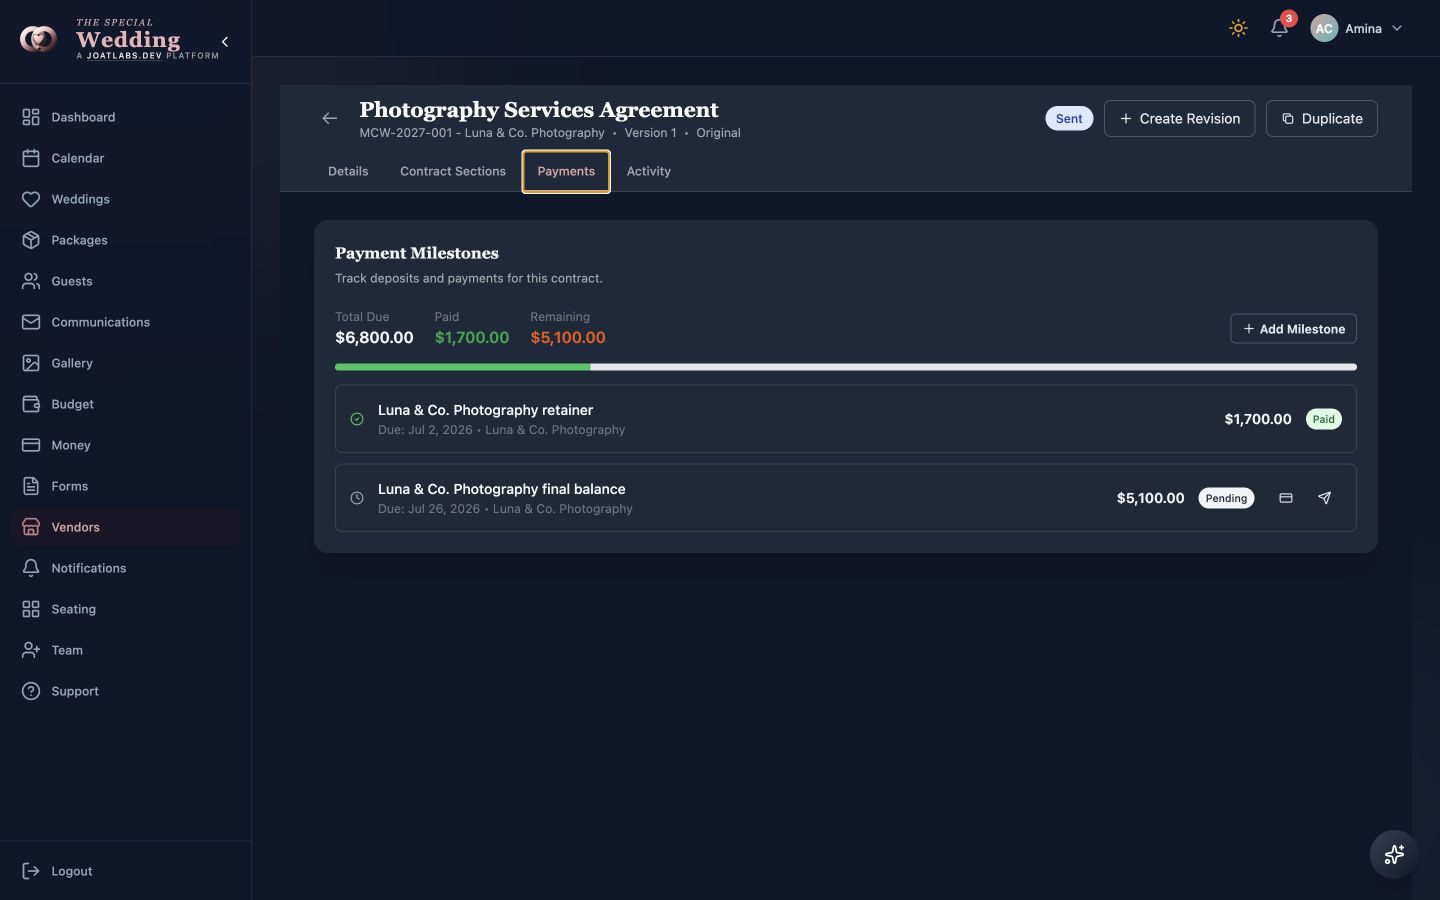 THE SPECIAL
Wedding
A JOATLABS.DEV PLATFORM
3
AC
Amina
Dashboard
Calendar
Weddings
Packages
Guests
Communications
Gallery
Budget
Money
Forms
Vendors
Notifications
Seating
Team
Support
Logout
Photography Services Agreement
MCW-2027-001 - Luna & Co. Photography • Version 1 • Original
Sent
Create Revision
Duplicate
Details
Contract Sections
Payments
Activity
Payment Milestones
Track deposits and payments for this contract.
Total Due
$6,800.00
Paid
$1,700.00
Remaining
$5,100.00
Add Milestone
Luna & Co. Photography retainer
Due: Jul 2, 2026 • Luna & Co. Photography
$1,700.00
Paid
Luna & Co. Photography final balance
Due: Jul 26, 2026 • Luna & Co. Photography
$5,100.00
Pending